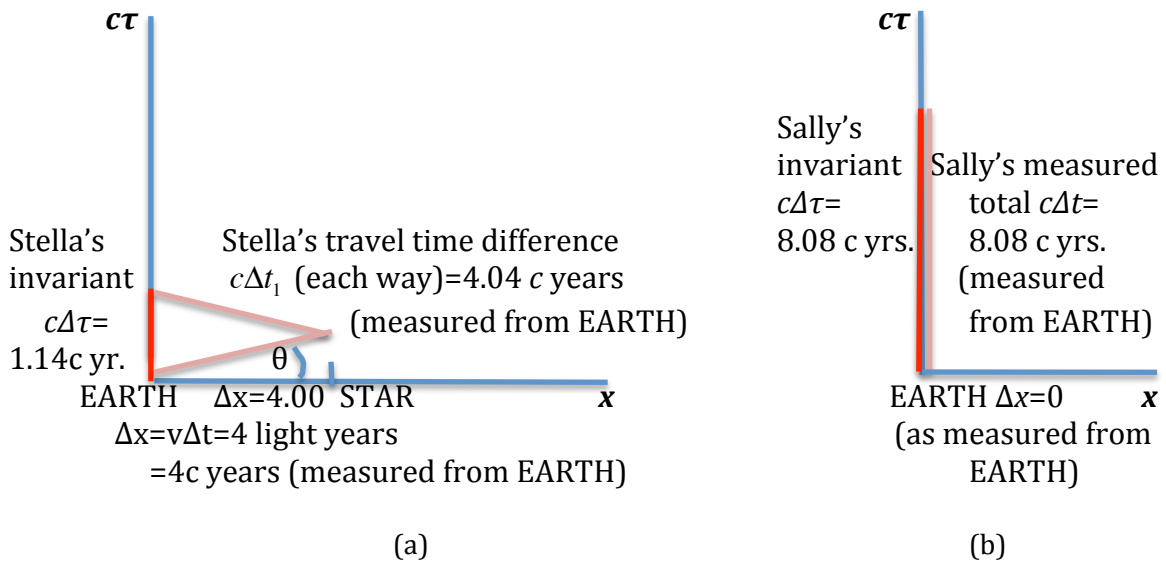 cτ
Stella’s
invariant
cΔτ=
1.14c yr.
Stella’s travel time difference
cΔt₁ (each way)=4.04 c years
(measured from EARTH)
θ
EARTH Δx=4.00 STAR x
Δx=vΔt=4 light years
=4c years (measured from EARTH)
(a)
cτ
Sally’s
invariant
cΔτ=
8.08 c yrs.
Sally’s measured
total cΔt=
8.08 c yrs.
(measured
from EARTH)
EARTH Δx=0 x
(as measured from
EARTH)
(b)